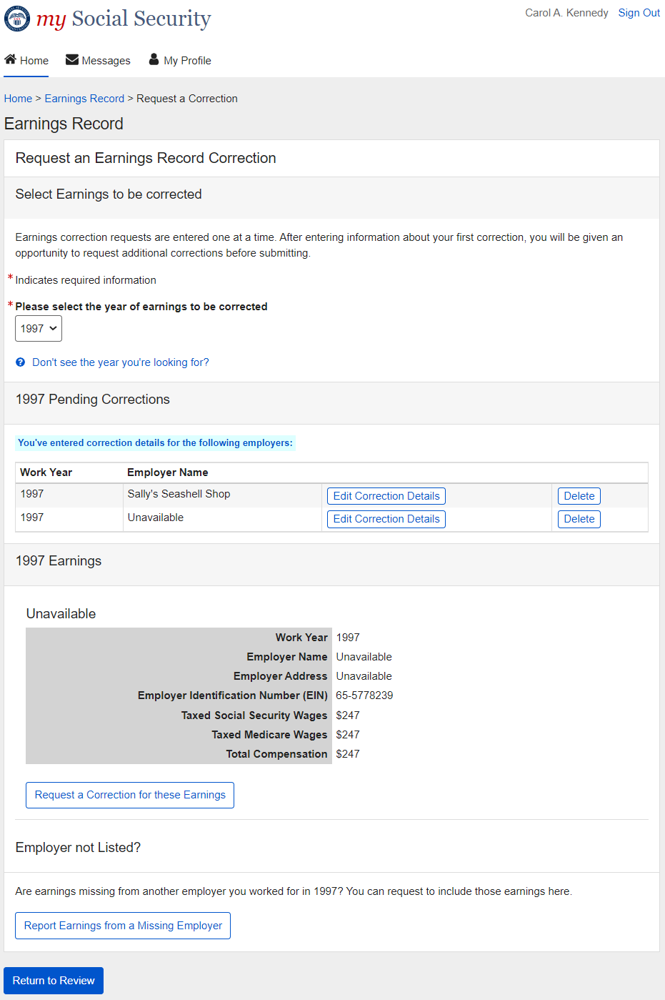 my Social Security
Carol A. Kennedy Sign Out
Home Messages My Profile
Home > Earnings Record > Request a Correction
Earnings Record
Request an Earnings Record Correction
Select Earnings to be corrected
Earnings correction requests are entered one at a time. After entering information about your first correction, you will be given an
opportunity to request additional corrections before submitting.
* Indicates required information
* Please select the year of earnings to be corrected
1997
? Don't see the year you're looking for?
1997 Pending Corrections
You've entered correction details for the following employers:
Work Year Employer Name
1997 Sally's Seashell Shop Edit Correction Details Delete
1997 Unavailable Edit Correction Details Delete
1997 Earnings
Unavailable
Work Year 1997
Employer Name Unavailable
Employer Address Unavailable
Employer Identification Number (EIN) 65-5778239
Taxed Social Security Wages $247
Taxed Medicare Wages $247
Total Compensation $247
Request a Correction for these Earnings
Employer not Listed?
Are earnings missing from another employer you worked for in 1997? You can request to include those earnings here.
Report Earnings from a Missing Employer
Return to Review